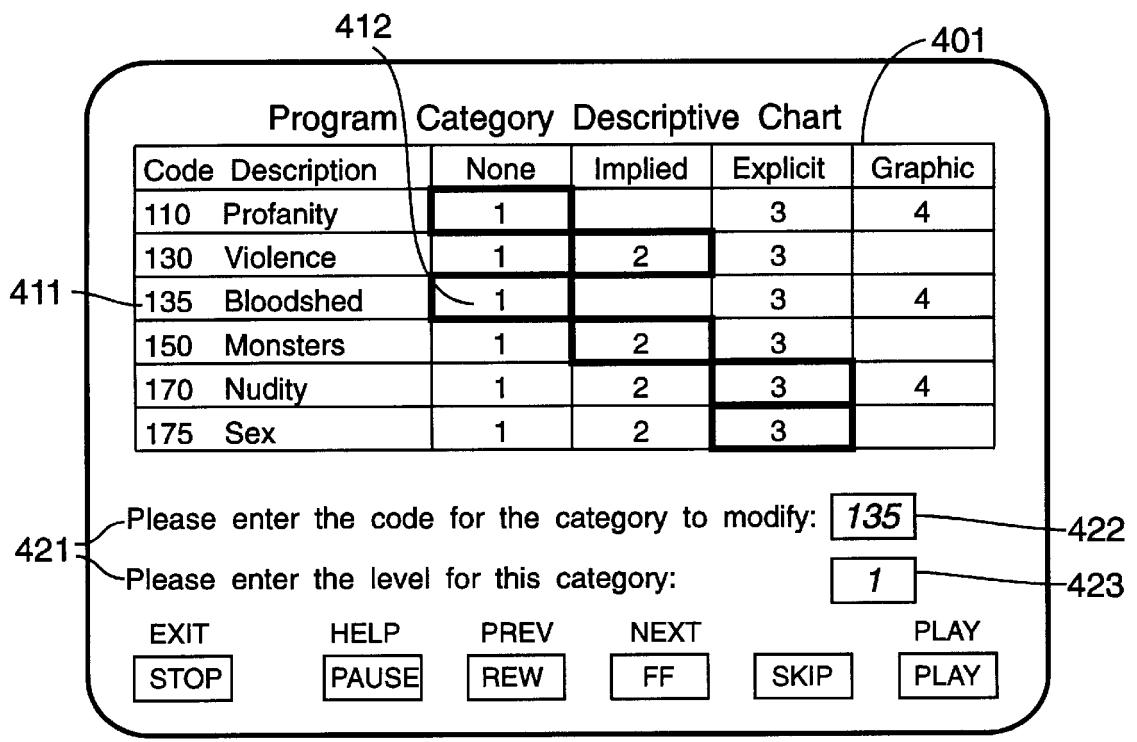 412
401
Program Category Descriptive Chart
Code Description None Implied Explicit Graphic
110 Profanity 1 3 4
130 Violence 1 2 3
411 135 Bloodshed 1 3 4
150 Monsters 1 2 3
170 Nudity 1 2 3 4
175 Sex 1 2 3
Please enter the code for the category to modify: 135 422
421
Please enter the level for this category: 1 423
EXIT HELP PREV NEXT PLAY
STOP PAUSE REW FF SKIP PLAY